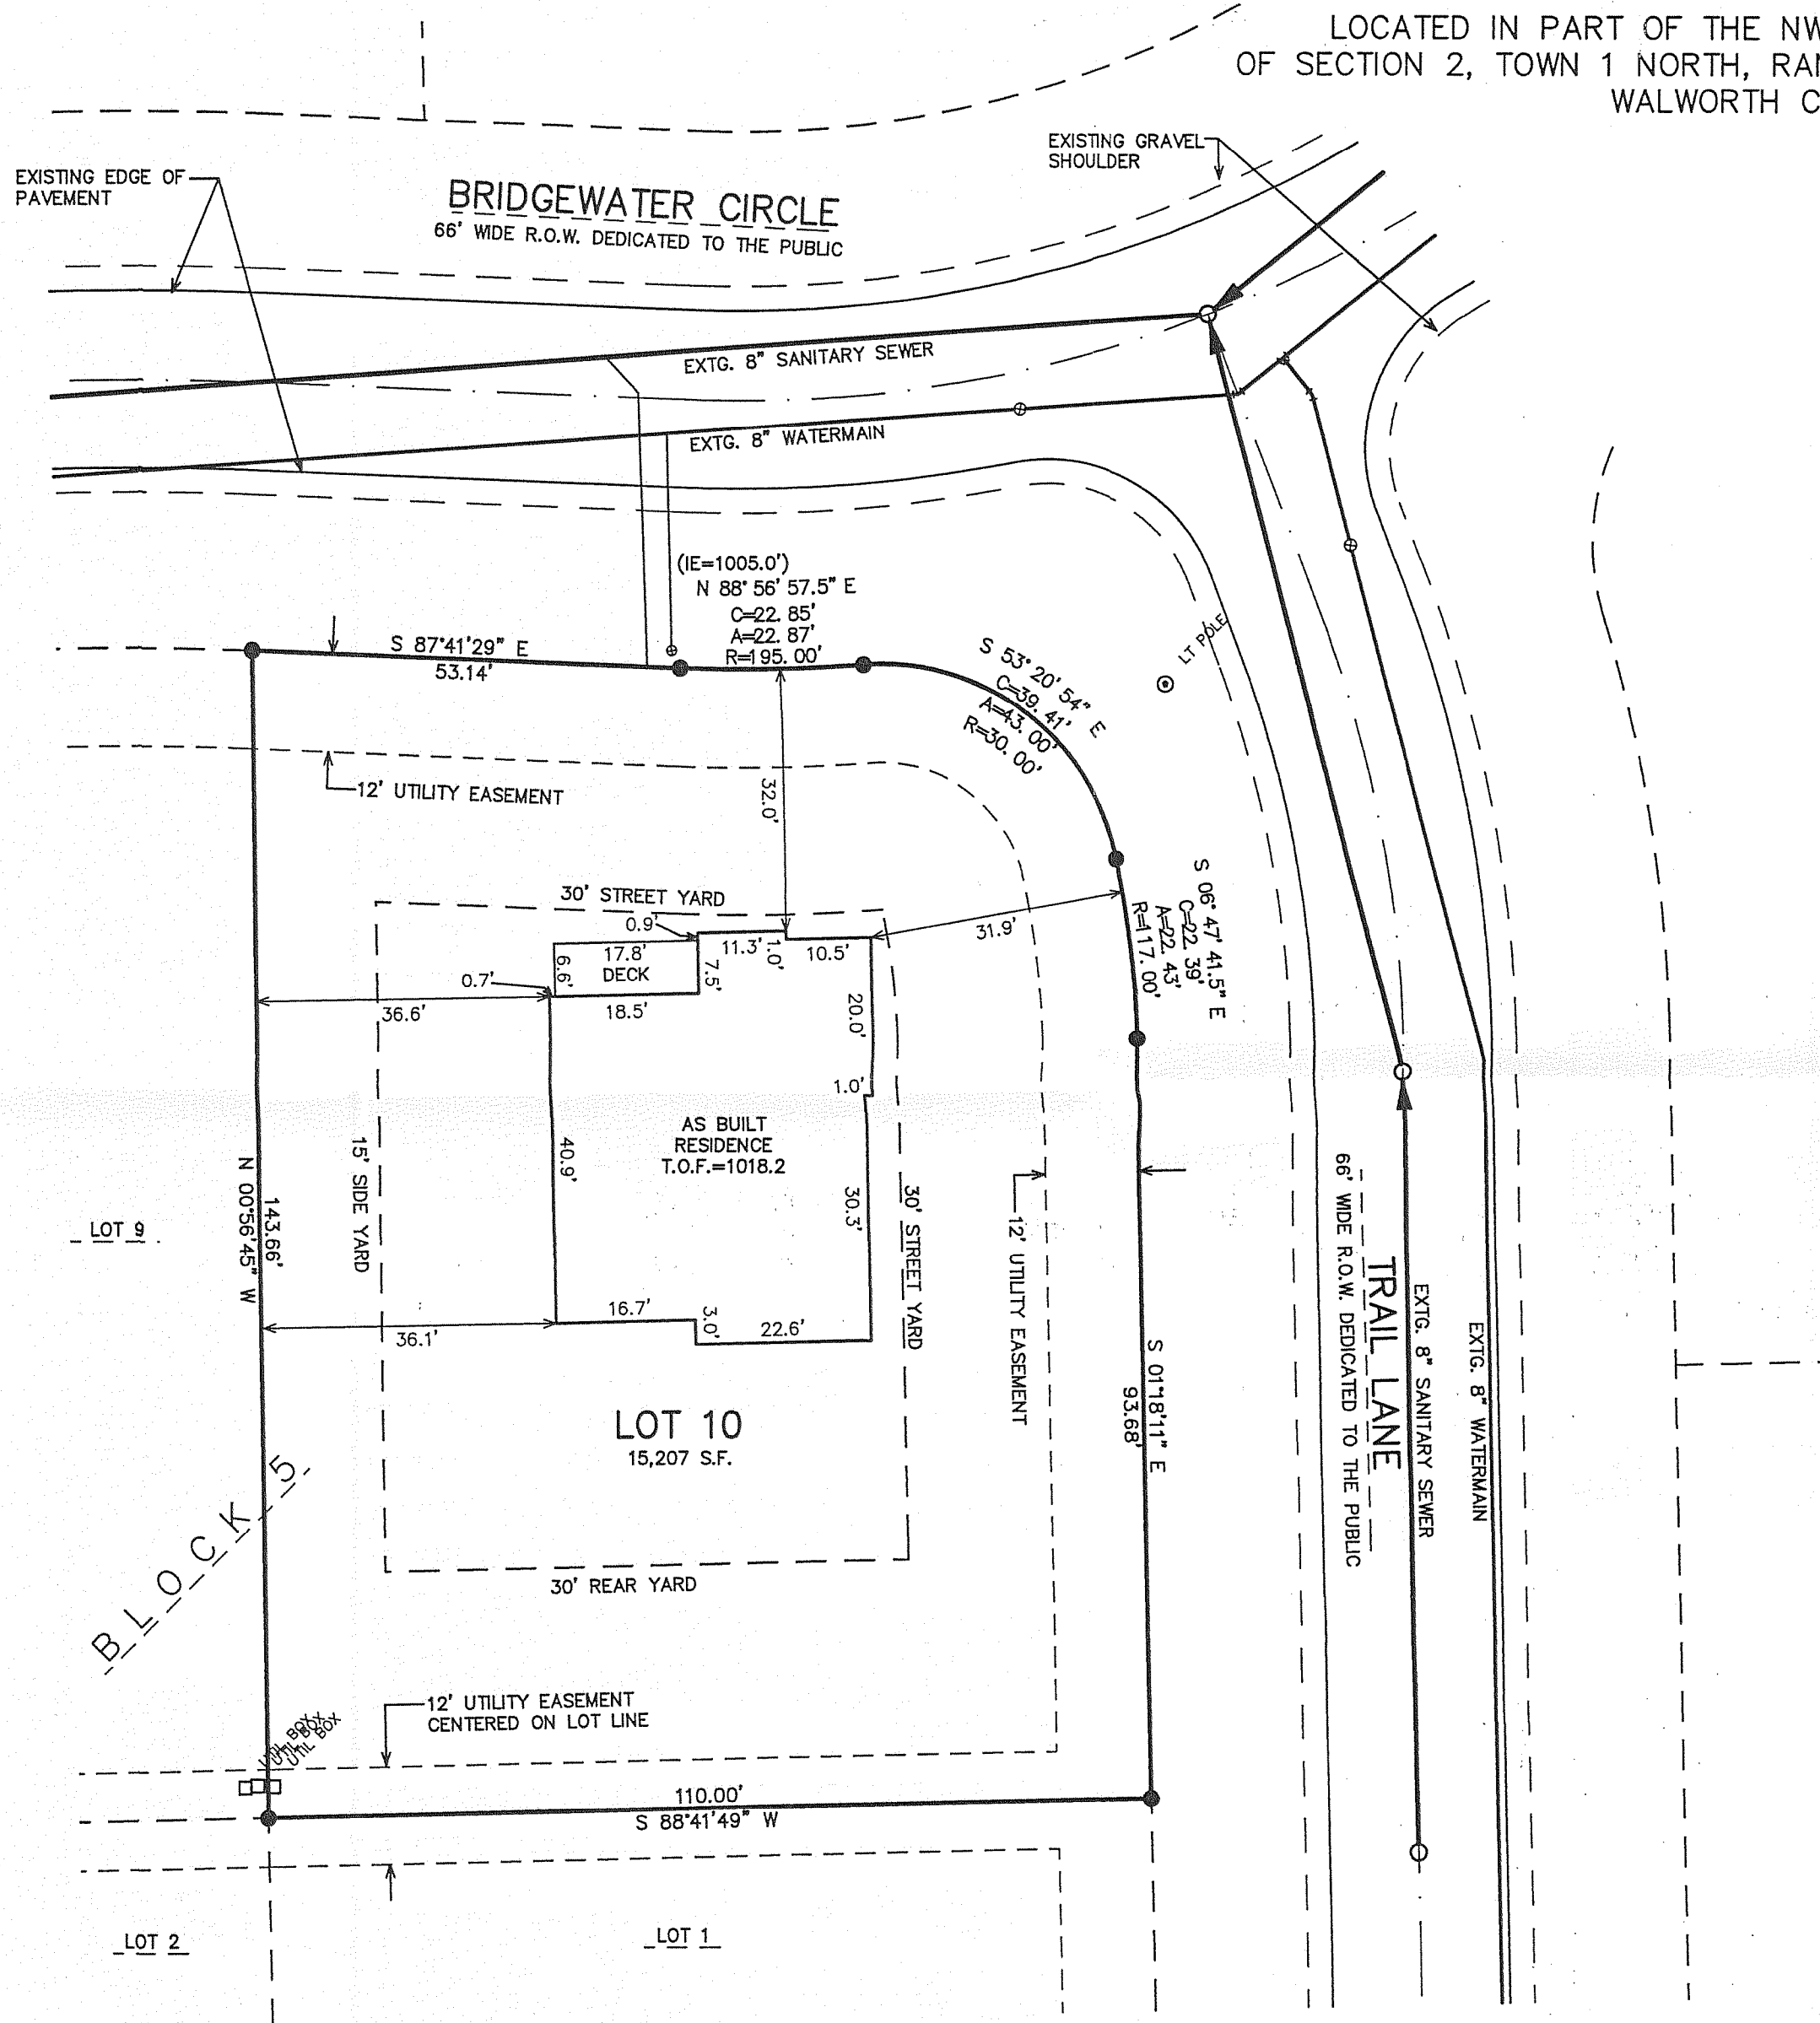 LOCATED IN PART OF THE NW
OF SECTION 2, TOWN 1 NORTH, RAN
WALWORTH C
EXISTING EDGE OF
PAVEMENT
BRIDGEWATER CIRCLE
66' WIDE R.O.W. DEDICATED TO THE PUBLIC
EXISTING GRAVEL
SHOULDER
EXTG. 8" SANITARY SEWER
EXTG. 8" WATERMAIN
(IE=1005.0')
N 88° 56' 57.5" E
C=22. 85'
A=22. 87'
R=195. 00'
S 87°41'29" E
53.14'
S 53° 20' 54" E
C=39. 41'
A=43. 00'
R=30. 00'
LT POLE
12' UTILITY EASEMENT
32.0'
30' STREET YARD
0.9'
11.3'
1.0'
10.5'
31.9'
S 06° 47' 41.5" E
C=22. 39'
A=22. 43'
R=117. 00'
17.8'
DECK
6.6'
7.5'
0.7'
18.5'
36.6'
20.0'
1.0'
AS BUILT
RESIDENCE
T.O.F.=1018.2
40.9'
30.3'
15' SIDE YARD
30' STREET YARD
12' UTILITY EASEMENT
N 00°56'45" W
143.66'
LOT 9
16.7'
3.0'
22.6'
36.1'
S 01°18'11" E
93.68'
66' WIDE R.O.W. DEDICATED TO THE PUBLIC
TRAIL LANE
EXTG. 8" SANITARY SEWER
EXTG. 8" WATERMAIN
LOT 10
15,207 S.F.
BLOCK 5
30' REAR YARD
12' UTILITY EASEMENT
CENTERED ON LOT LINE
UTIL BOX
UTIL BOX
UTIL BOX
110.00'
S 88°41'49" W
LOT 2
LOT 1